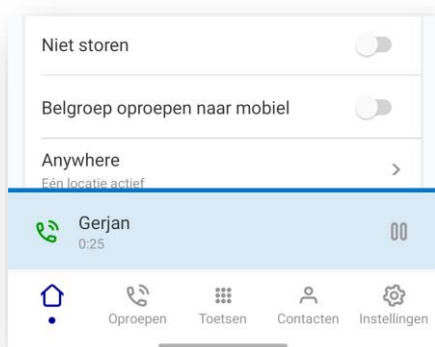 Niet storen
Belgroep oproepen naar mobiel
Anywhere
Eén locatie actief
Gerjan
0:25
Oproepen Toetsen Contacten Instellingen